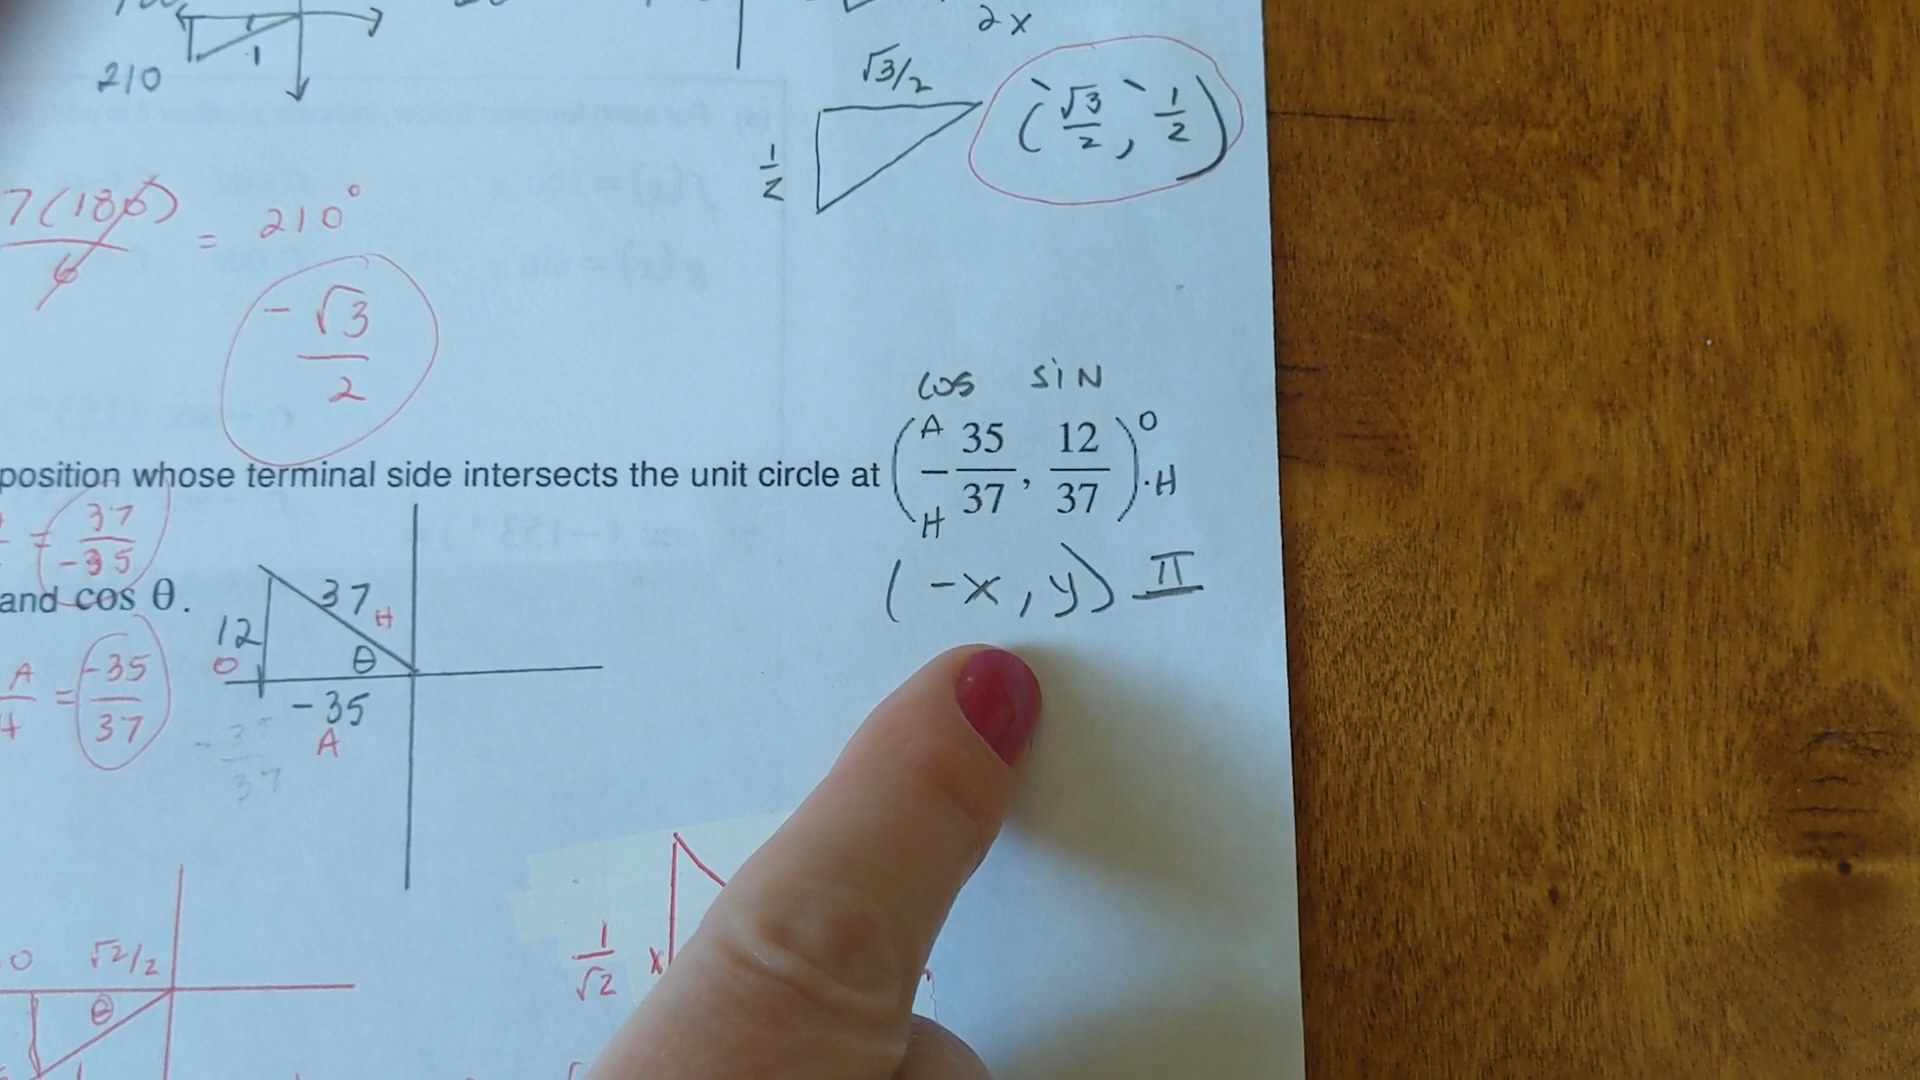 2x
210
√3/2
(-√3/2, -1/2)
1/2
7(180)/6 = 210°
-√3/2
cos sin
A O
position whose terminal side intersects the unit circle at (-35/37, 12/37)
H H
= 37/-35
and cos θ.
(-x, y) II
37 H
12
O
θ
A/H = -35/37
-35
A
-35/37
√2/2
θ
1/√2
x